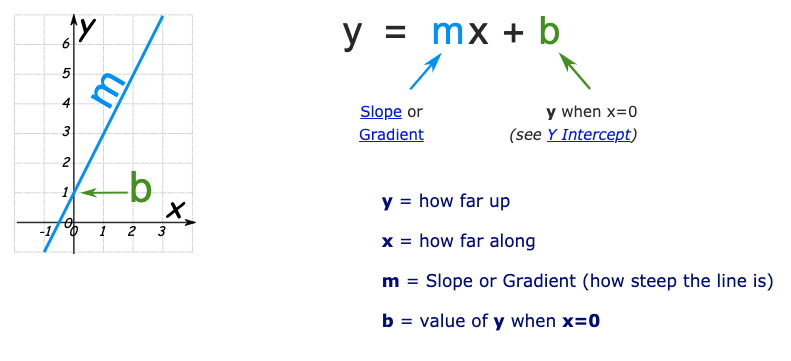 y
6
5
4
3
2
1
0
m
b
x
-1 0 1 2 3
y = mx + b
Slope or
Gradient
y when x=0
(see Y Intercept)
y = how far up
x = how far along
m = Slope or Gradient (how steep the line is)
b = value of y when x=0